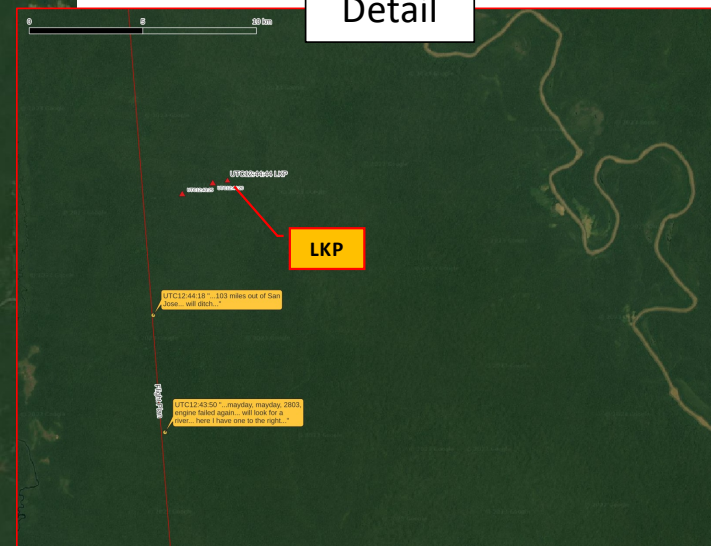 Detail
0 5 10 km
UTC12:44:44 LKP
LKP
UTC12:44:18 "...103 miles out of San
Jose... will ditch..."
Flight Plan
UTC12:43:50 "...mayday, mayday, 2803,
engine failed again... will look for a
river... here I have one to the right..."